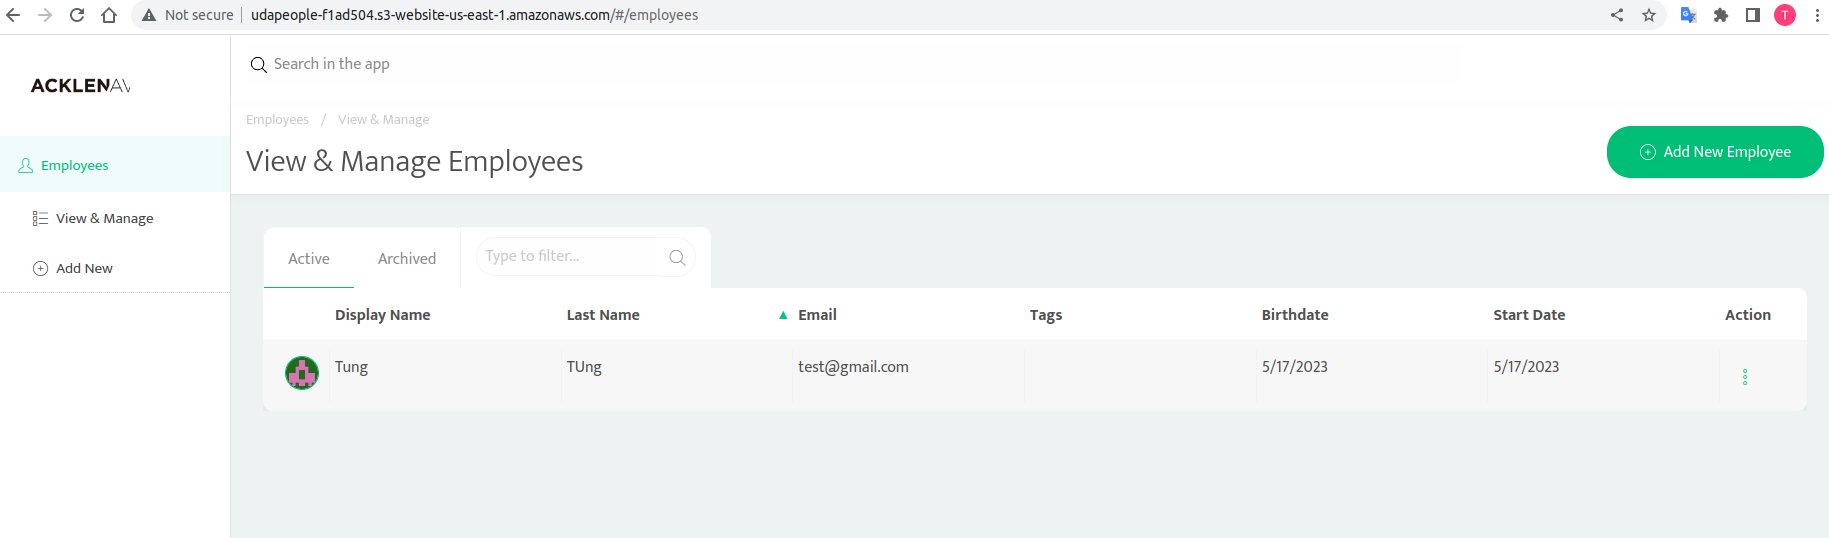 Not secure | udapeople-f1ad504.s3-website-us-east-1.amazonaws.com/#/employees
T
ACKLENAV
Search in the app
Employees
View & Manage
Add New
Employees / View & Manage
View & Manage Employees
Add New Employee
Active Archived Type to filter...
Display Name Last Name ▲ Email Tags Birthdate Start Date Action
Tung TUng test@gmail.com 5/17/2023 5/17/2023